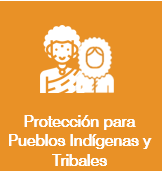 Protección para
Pueblos Indígenas y
Tribales